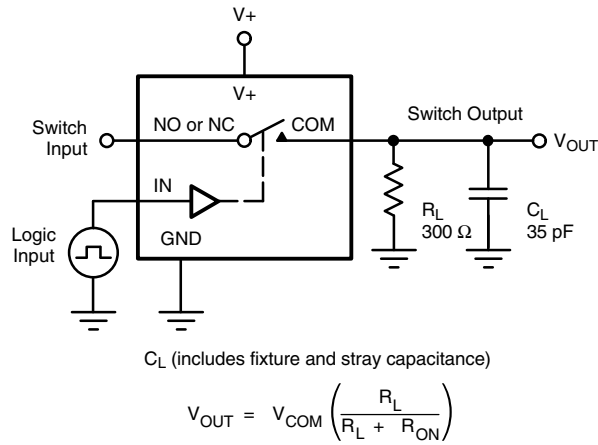 V+
V+
Switch Output
NO or NC
COM
Switch
Input
V_OUT
IN
R_L
300 Ω
C_L
35 pF
Logic
Input
GND
C_L (includes fixture and stray capacitance)
V_OUT = V_COM ( R_L / R_L + R_ON )